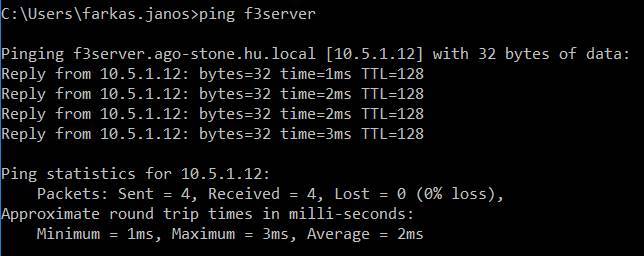 C:\Users\farkas.janos>ping f3server
Pinging f3server.ago-stone.hu.local [10.5.1.12] with 32 bytes of data:
Reply from 10.5.1.12: bytes=32 time=1ms TTL=128
Reply from 10.5.1.12: bytes=32 time=2ms TTL=128
Reply from 10.5.1.12: bytes=32 time=2ms TTL=128
Reply from 10.5.1.12: bytes=32 time=3ms TTL=128
Ping statistics for 10.5.1.12:
    Packets: Sent = 4, Received = 4, Lost = 0 (0% loss),
Approximate round trip times in milli-seconds:
    Minimum = 1ms, Maximum = 3ms, Average = 2ms